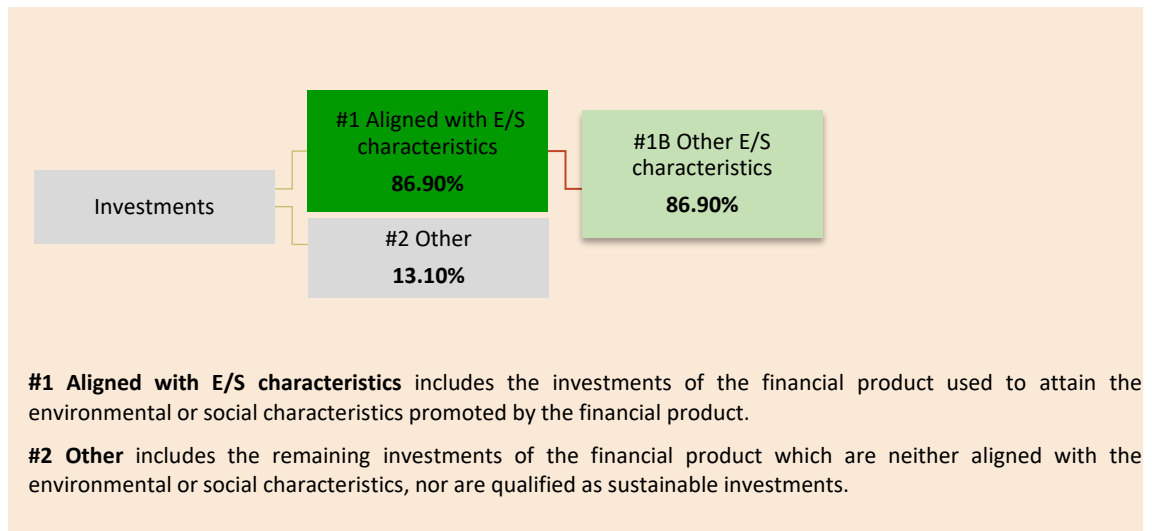 #1 Aligned with E/S
characteristics
86.90%
#1B Other E/S
characteristics
86.90%
Investments
#2 Other
13.10%
#1 Aligned with E/S characteristics includes the investments of the financial product used to attain the
environmental or social characteristics promoted by the financial product.
#2 Other includes the remaining investments of the financial product which are neither aligned with the
environmental or social characteristics, nor are qualified as sustainable investments.